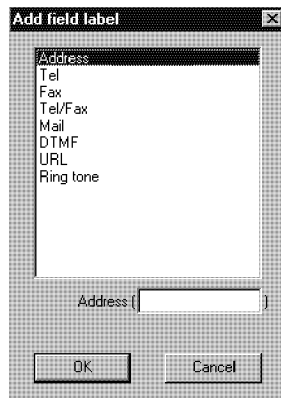 Add field label
Address
Tel
Fax
Tel/Fax
Mail
DTMF
URL
Ring tone
Address ( )
OK Cancel